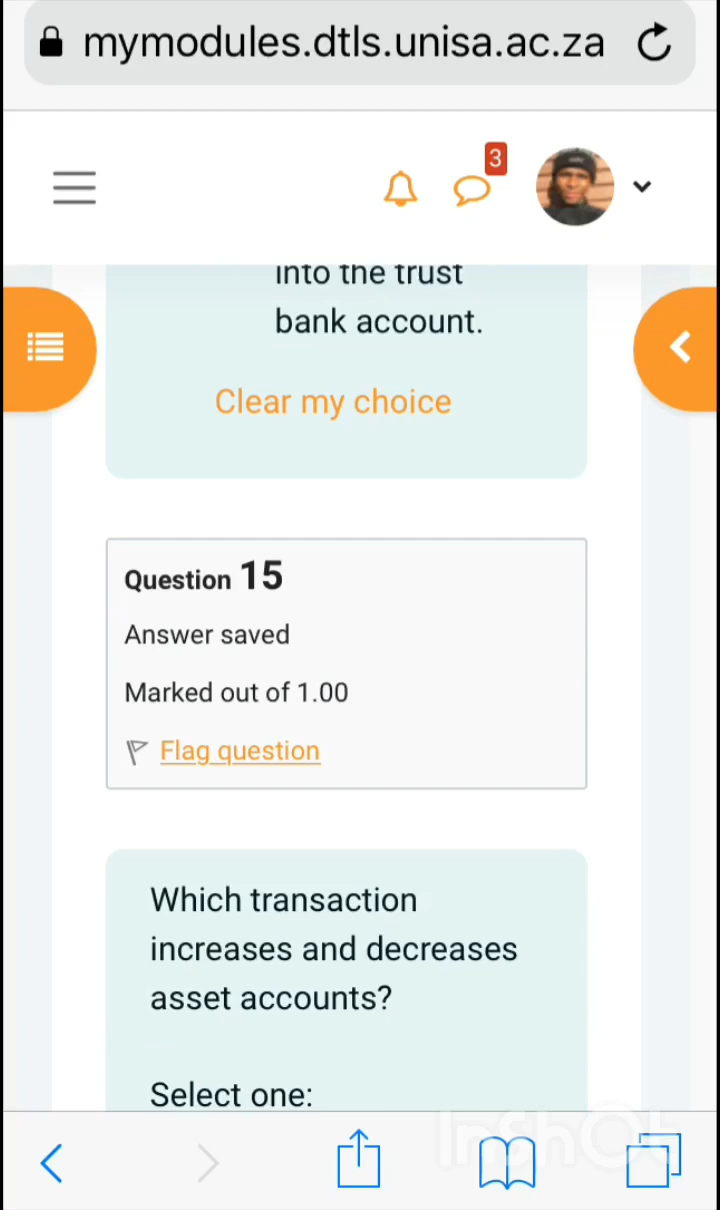 mymodules.dtls.unisa.ac.za
3
into the trust
bank account.
Clear my choice
Question 15
Answer saved
Marked out of 1.00
Flag question
Which transaction
increases and decreases
asset accounts?
Select one:
InShOt